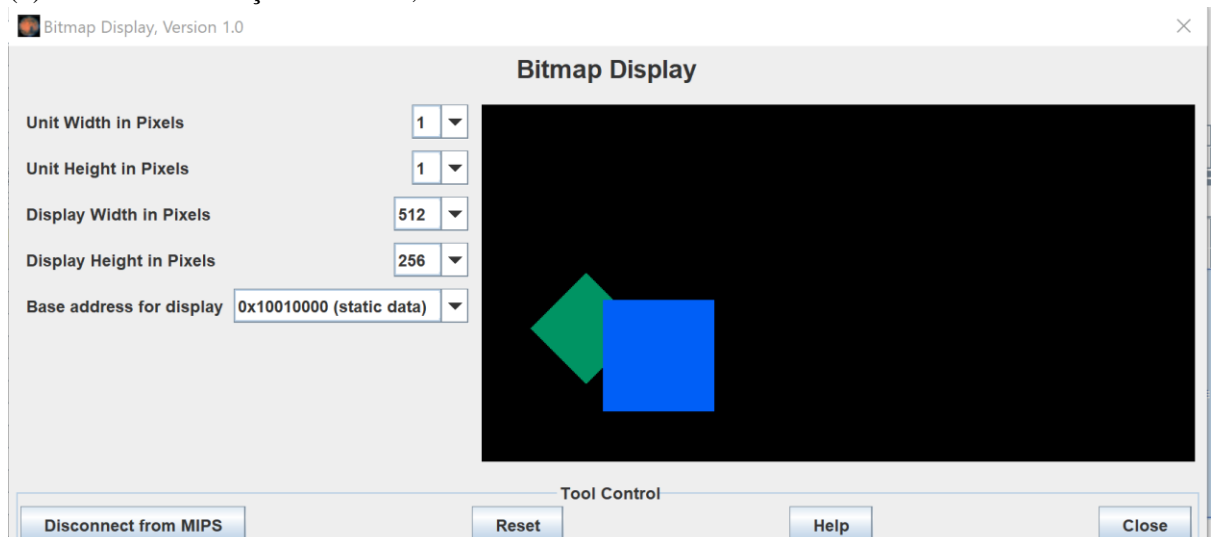 Bitmap Display, Version 1.0
Bitmap Display
Unit Width in Pixels 1
Unit Height in Pixels 1
Display Width in Pixels 512
Display Height in Pixels 256
Base address for display 0x10010000 (static data)
Tool Control
Disconnect from MIPS Reset Help Close